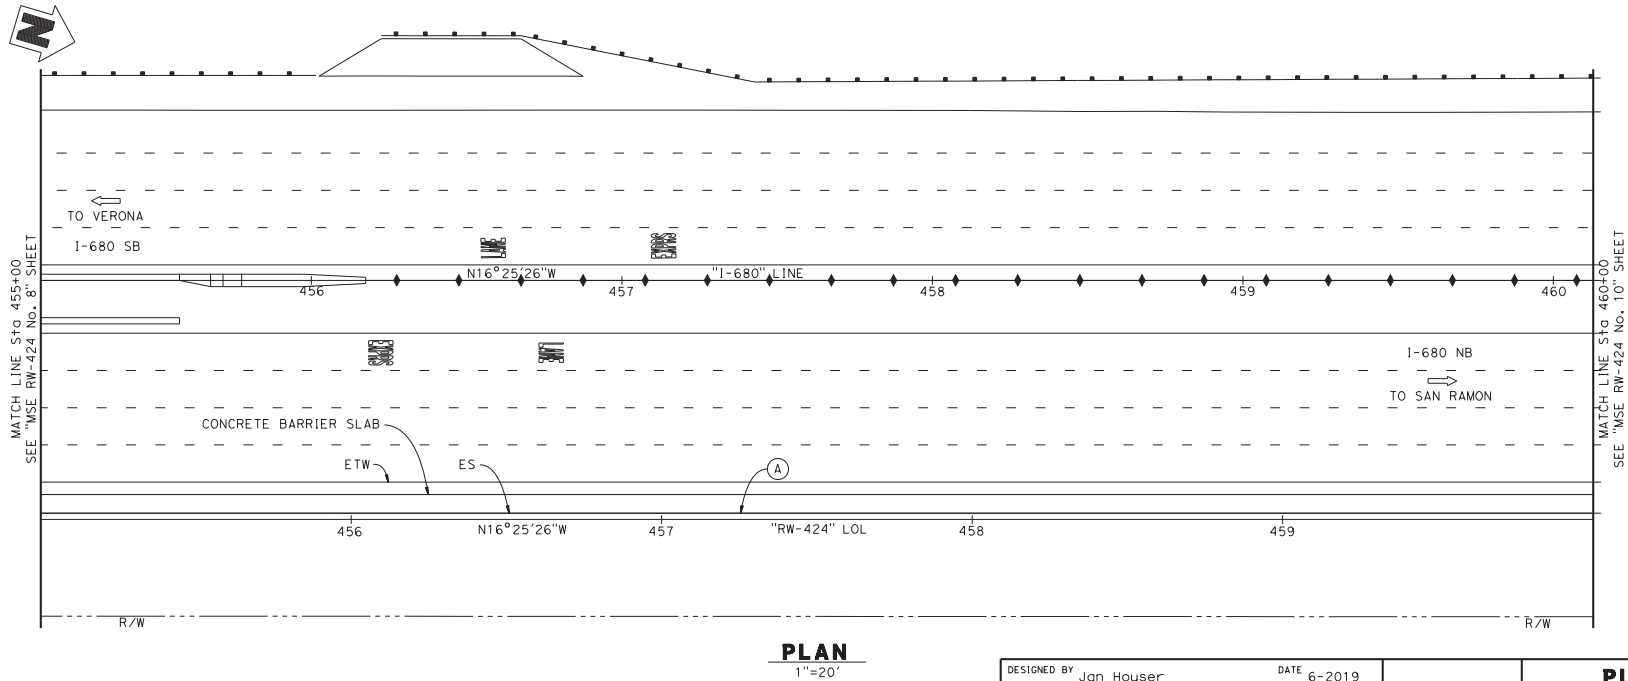 N
TO VERONA
I-680 SB
N16°25'26"W
"I-680" LINE
456
457
458
459
460
MATCH LINE Sta 455+00
SEE "MSE RW-424 No. 8" SHEET
MATCH LINE Sta 460+00
SEE "MSE RW-424 No. 10" SHEET
I-680 NB
TO SAN RAMON
CONCRETE BARRIER SLAB
ETW
ES
A
456
N16°25'26"W
457
"RW-424" LOL
458
459
R/W
R/W
PLAN
1"=20'
DESIGNED BY Jan Houser DATE 6-2019